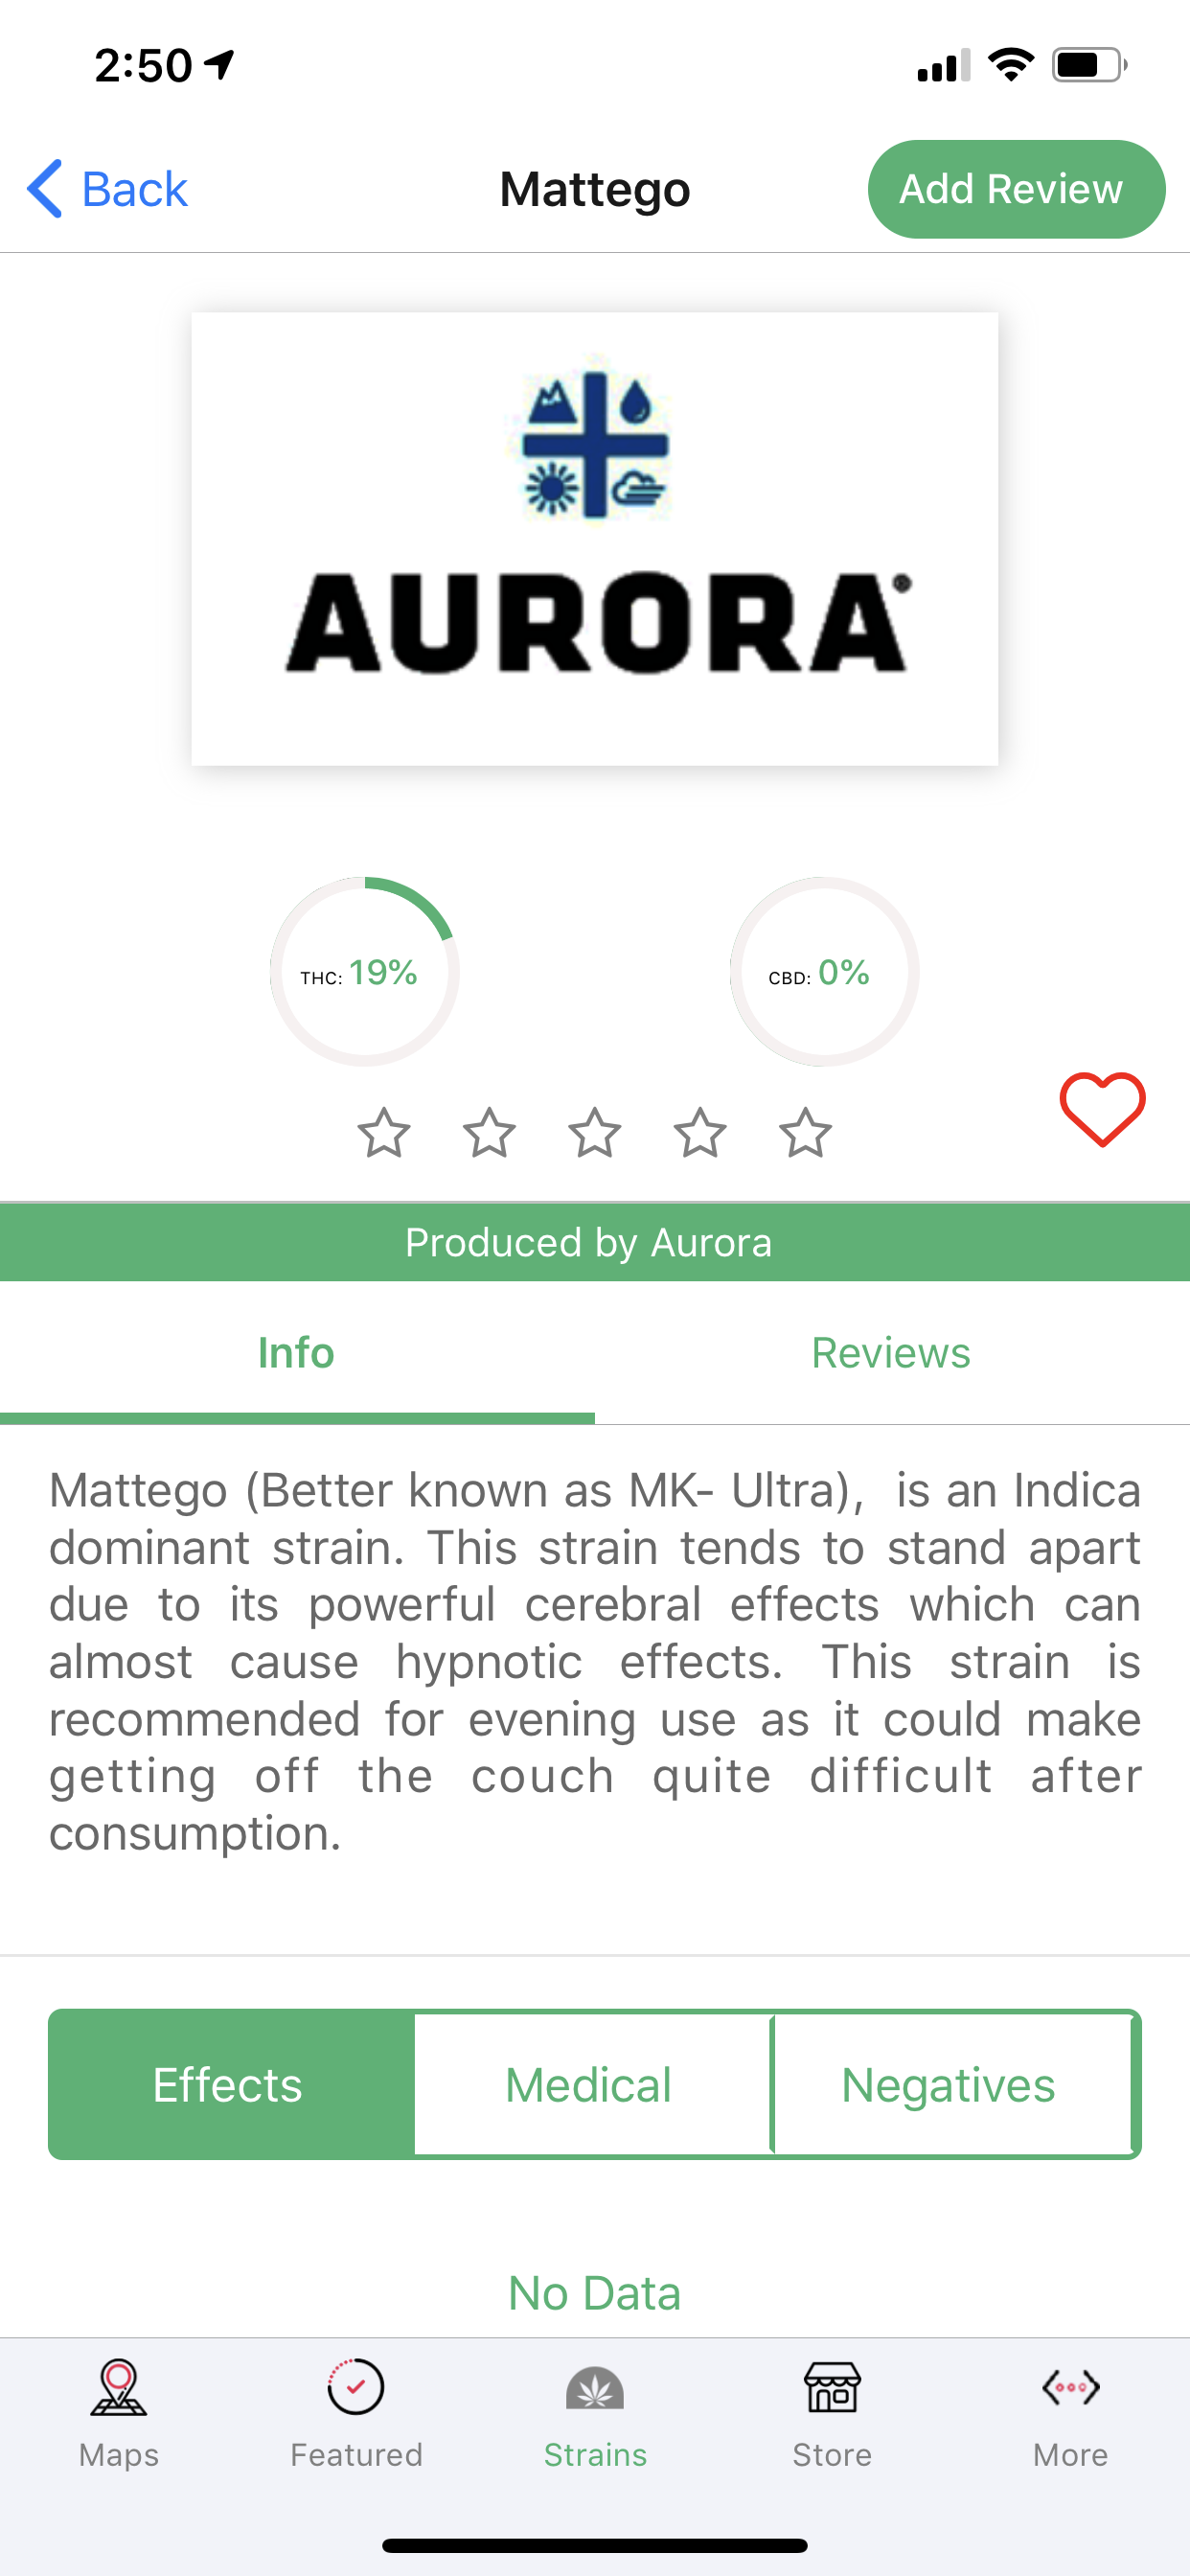 2:50
Back
Mattego
Add Review
AURORA
THC: 19%
CBD: 0%
Produced by Aurora
Info
Reviews
Mattego (Better known as MK- Ultra),  is an Indica
dominant strain. This strain tends to stand apart
due to its powerful cerebral effects which can
almost cause hypnotic effects. This strain is
recommended for evening use as it could make
getting off the couch quite difficult after
consumption.
Effects
Medical
Negatives
No Data
Maps
Featured
Strains
Store
More